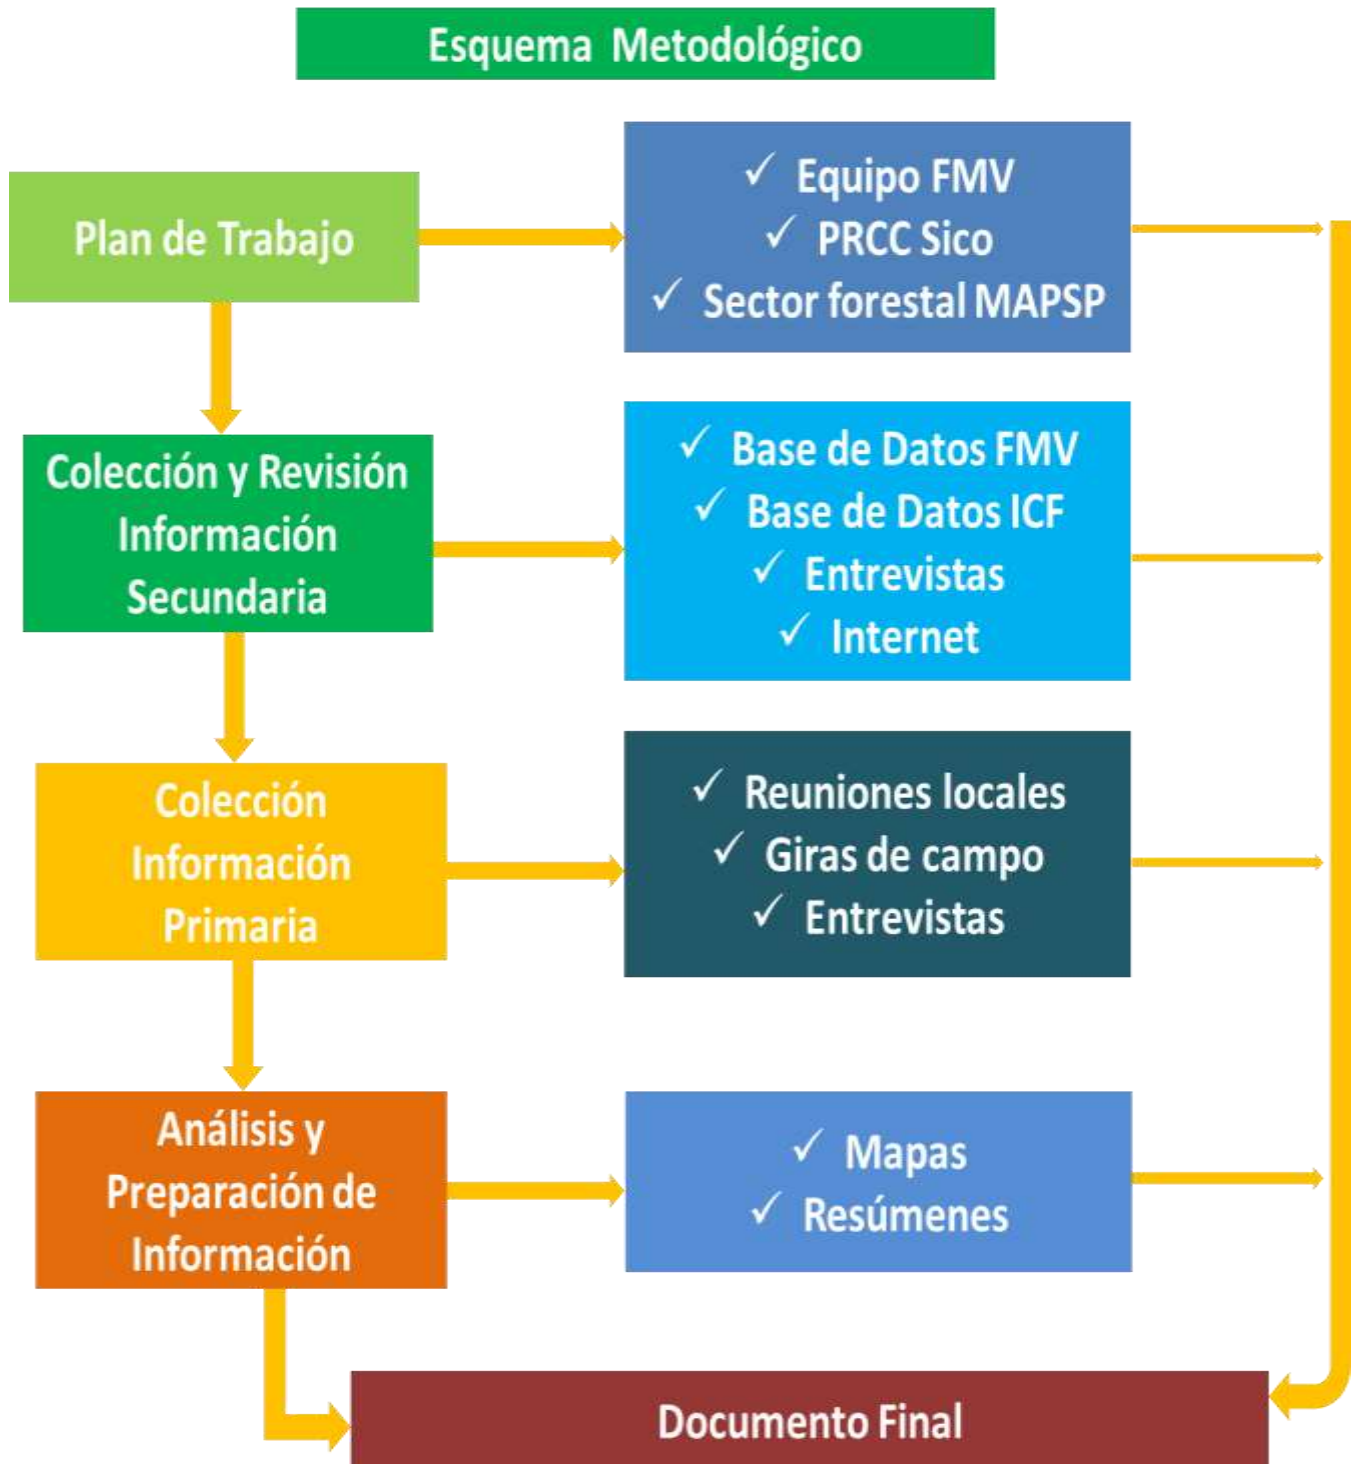 Esquema Metodológico
Plan de Trabajo
✓ Equipo FMV
✓ PRCC Sico
✓ Sector forestal MAPSP
Colección y Revisión
Información
Secundaria
✓ Base de Datos FMV
✓ Base de Datos ICF
✓ Entrevistas
✓ Internet
Colección
Información
Primaria
✓ Reuniones locales
✓ Giras de campo
✓ Entrevistas
Análisis y
Preparación de
Información
✓ Mapas
✓ Resúmenes
Documento Final